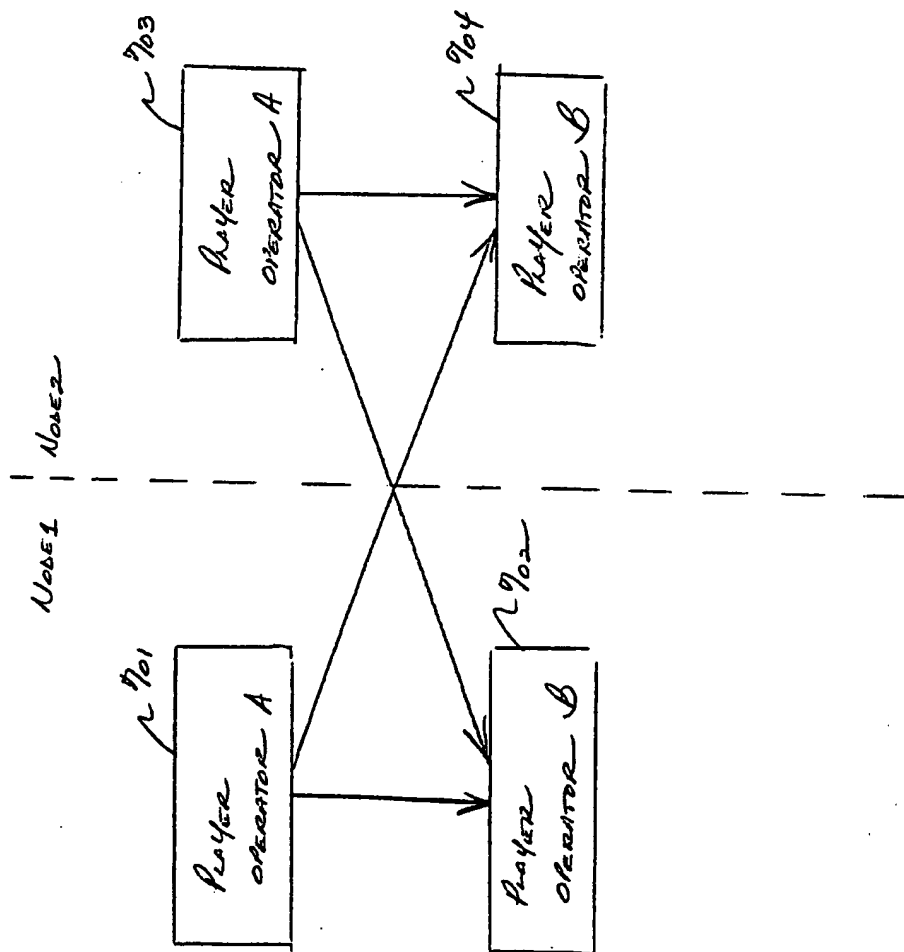 NODE1
NODE2
701
703
PLAYER
OPERATOR A
PLAYER
OPERATOR A
702
704
PLAYER
OPERATOR B
PLAYER
OPERATOR B